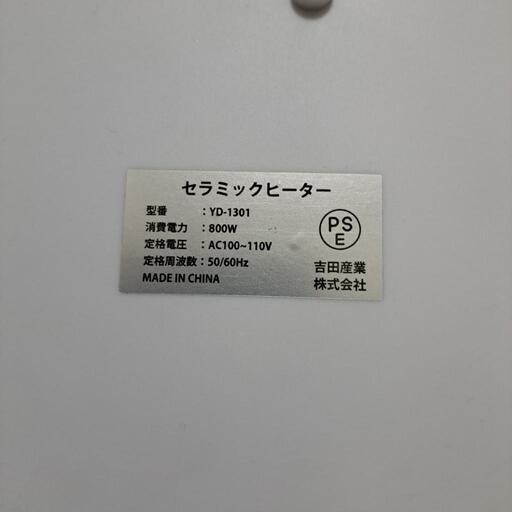 セラミックヒーター
型番 : YD-1301
消費電力 : 800W
定格電圧 : AC100~110V
定格周波数 : 50/60Hz
MADE IN CHINA
PS
E
吉田産業
株式会社